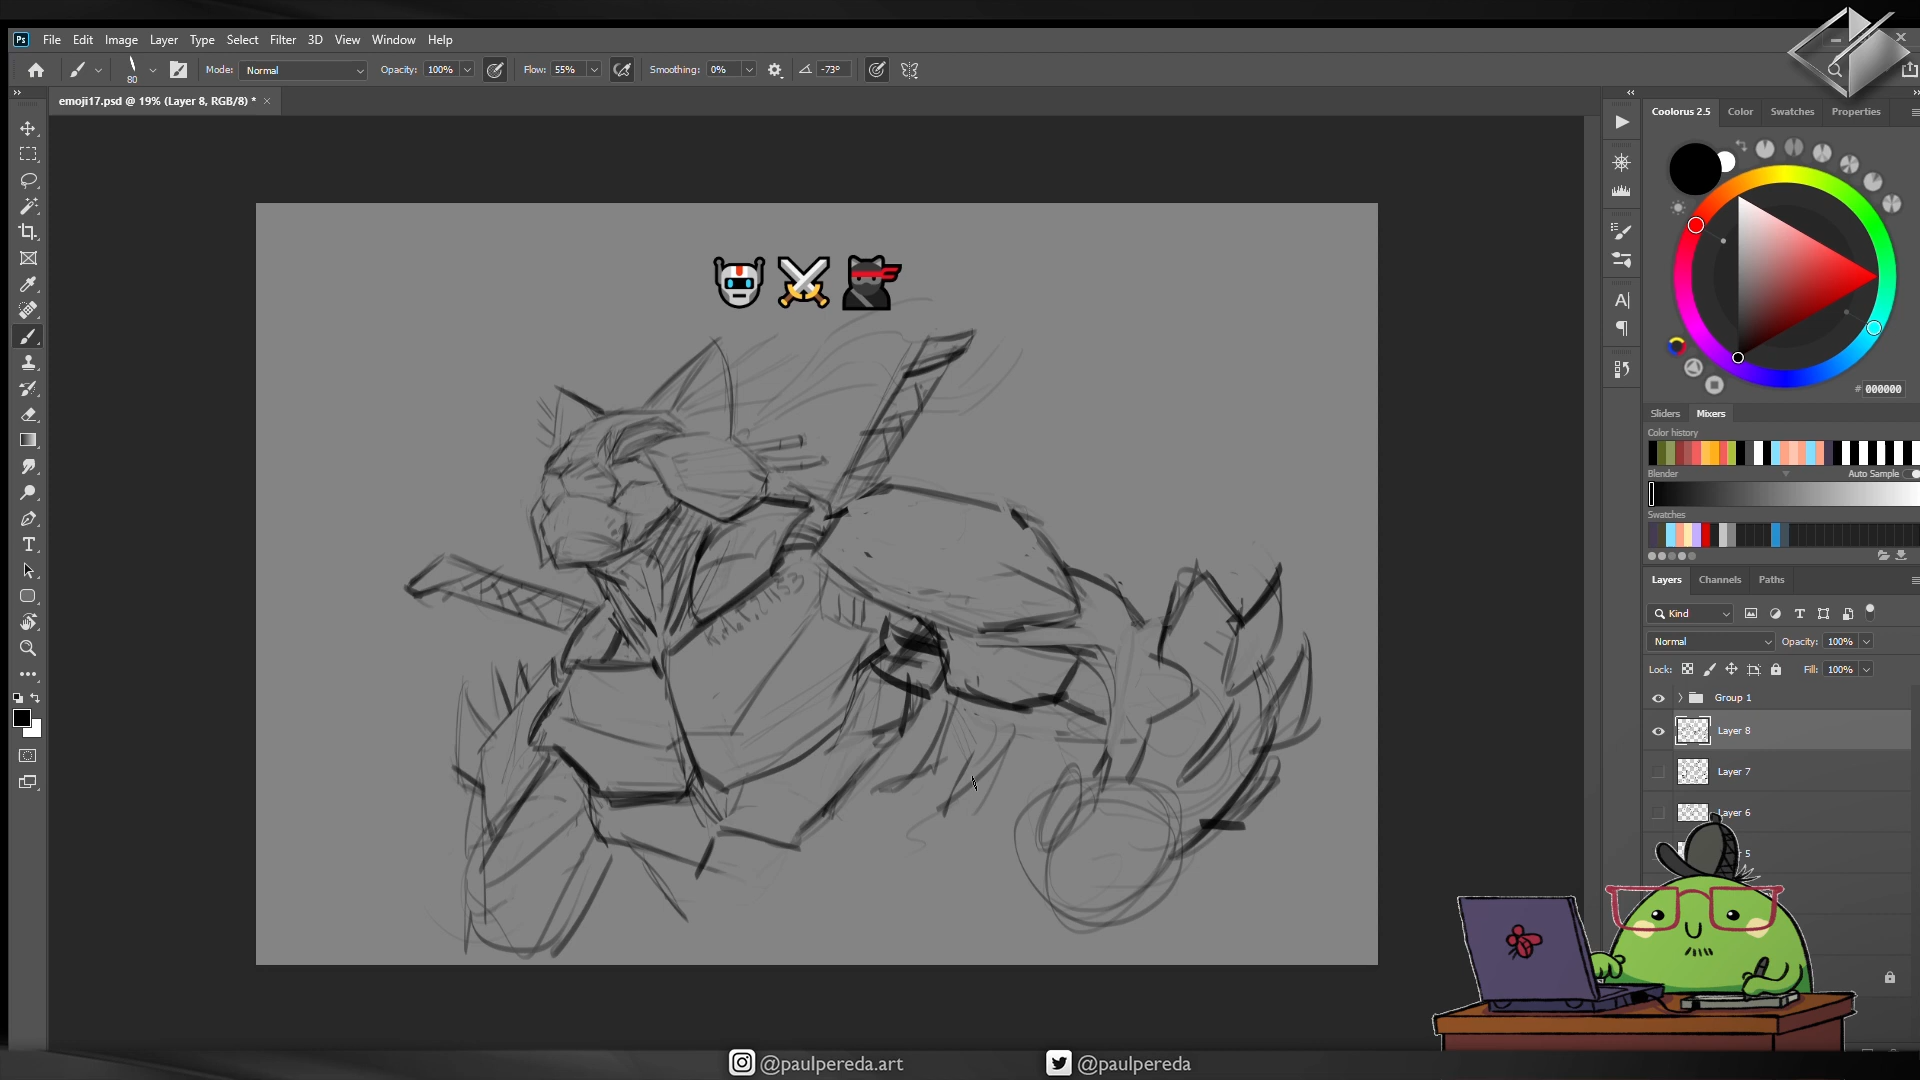 Ps File Edit Image Layer Type Select Filter 3D View Window Help
80 Mode: Normal Opacity: 100% Flow: 55% Smoothing: 0% -73°
emoji17.psd @ 19% (Layer 8, RGB/8) *
Coolorus 2.5 Color Swatches Properties
# 000000
Sliders Mixers
Color history
Blender Auto Sample
Swatches
Layers Channels Paths
Kind
Normal Opacity: 100%
Lock: Fill: 100%
Group 1
Layer 8
Layer 7
Layer 6
5
@paulpereda.art @paulpereda